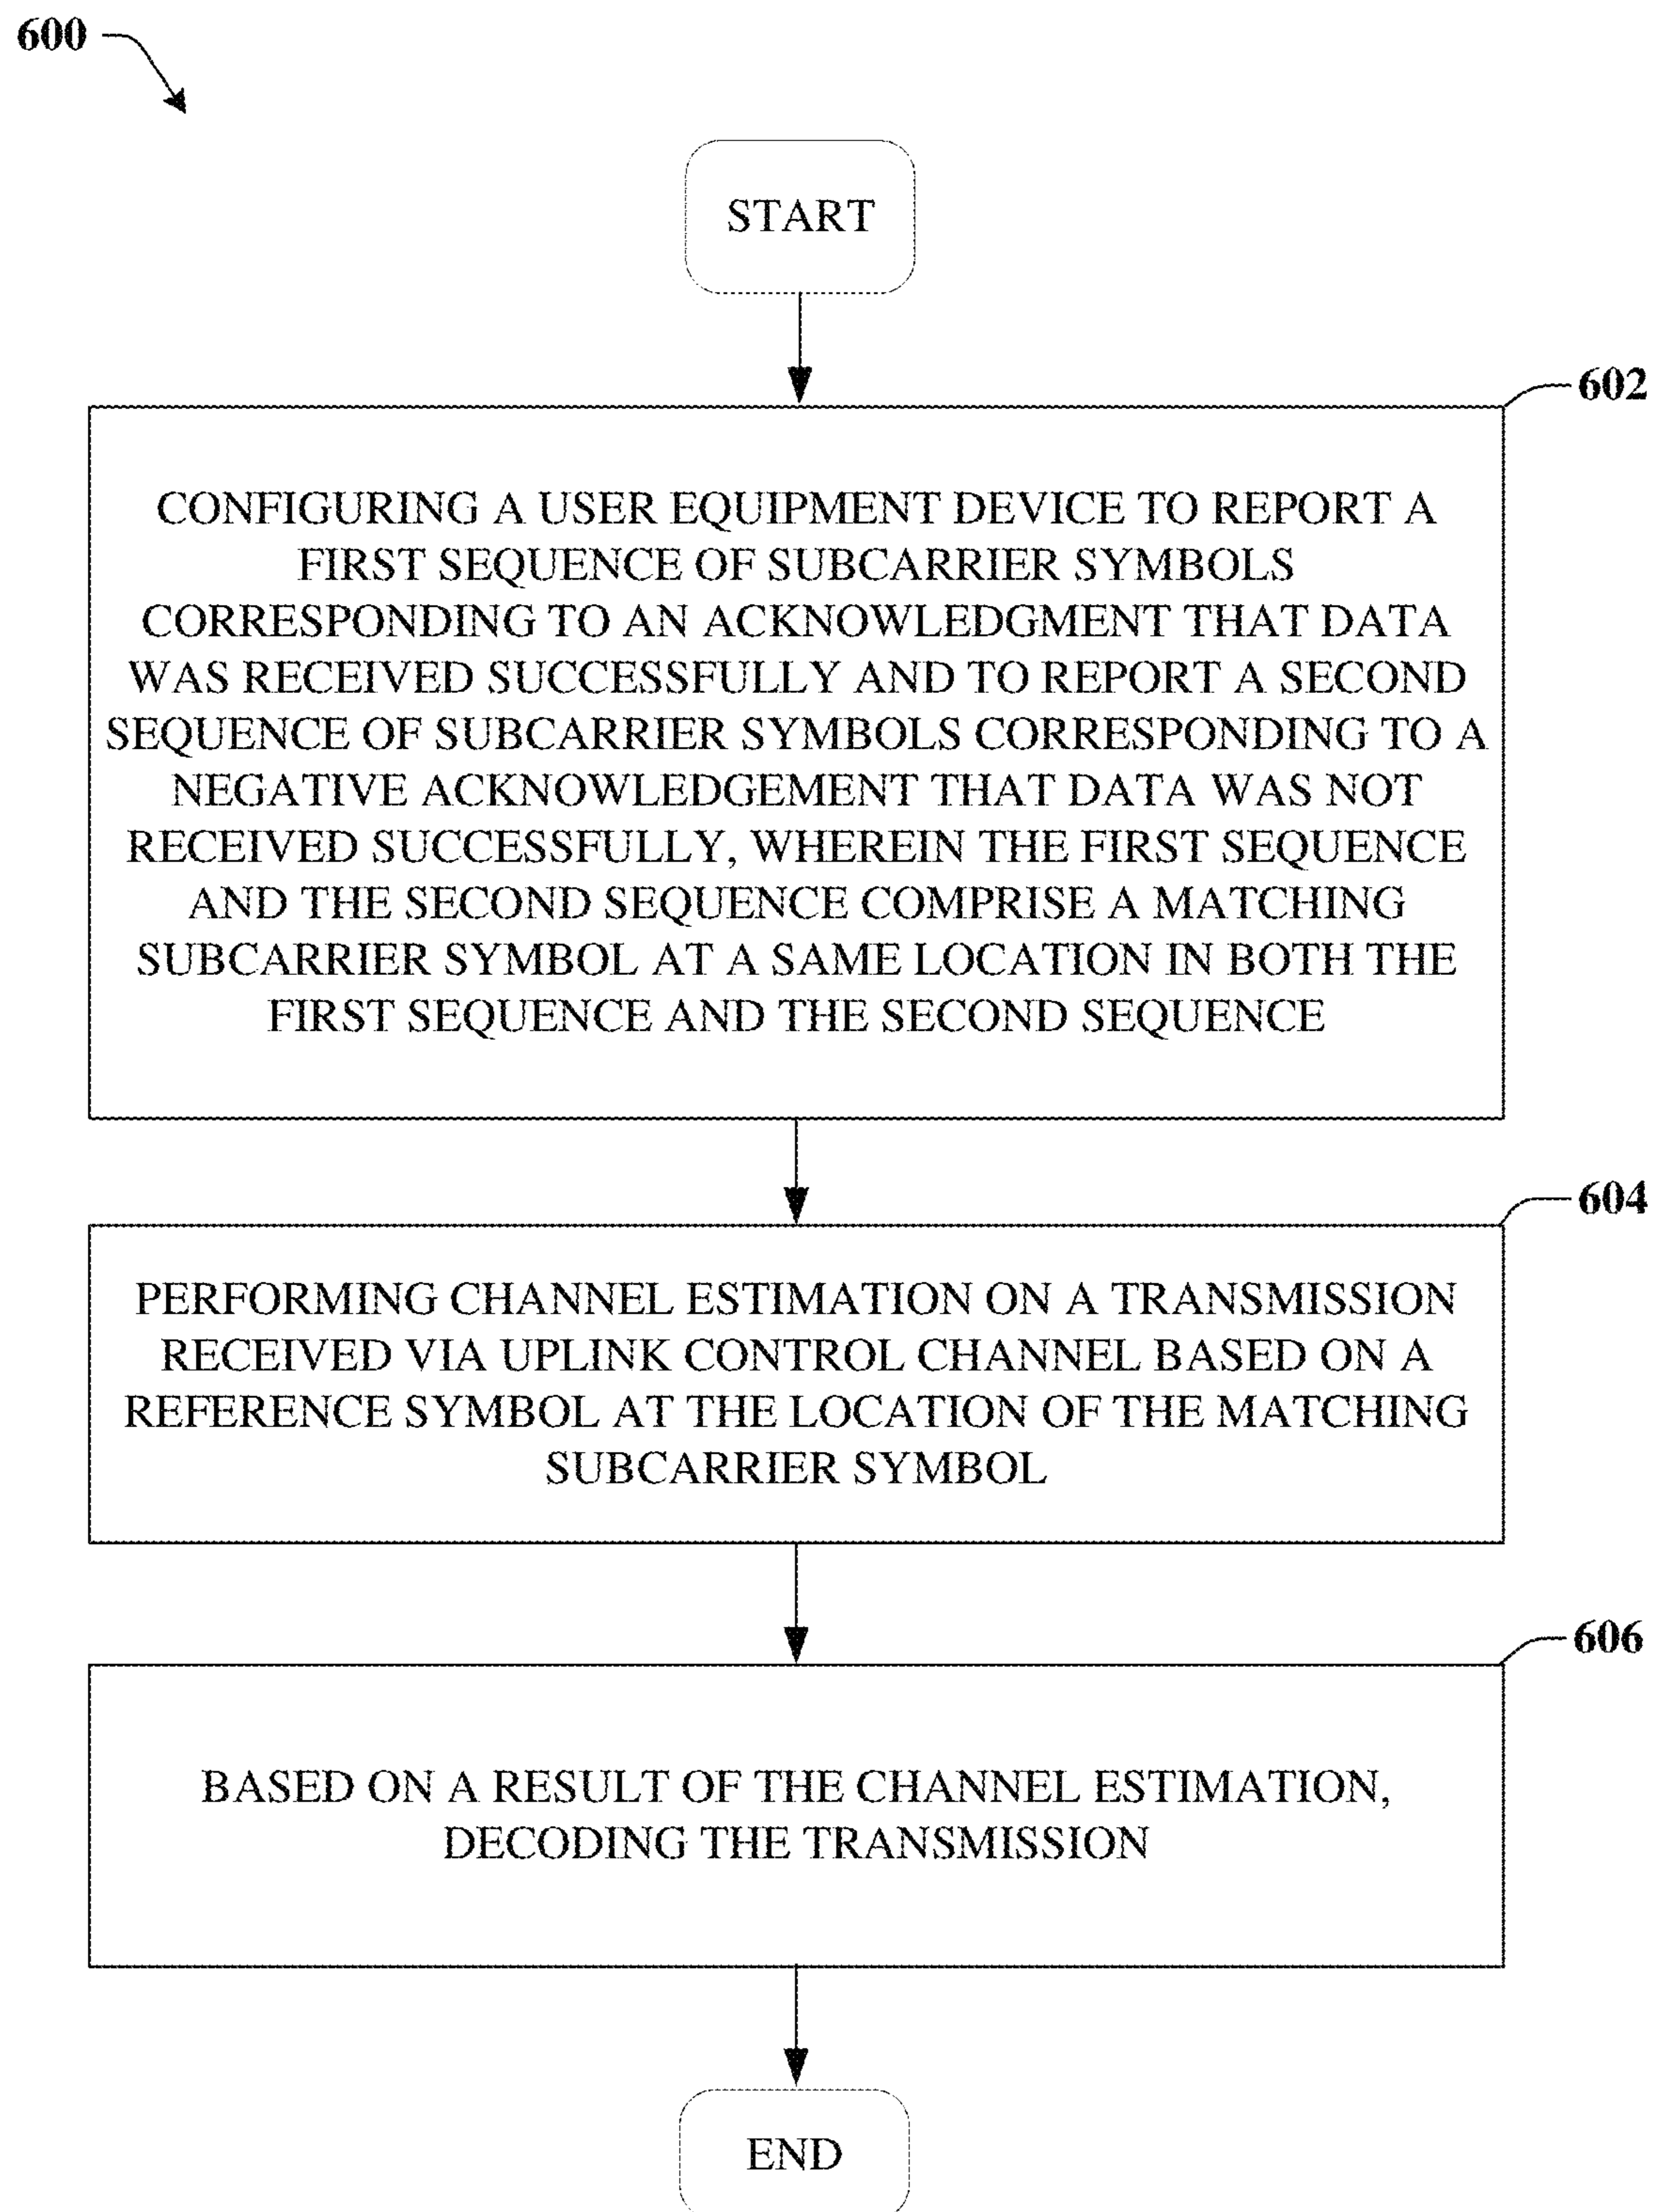 600
START
602
CONFIGURING A USER EQUIPMENT DEVICE TO REPORT A
FIRST SEQUENCE OF SUBCARRIER SYMBOLS
CORRESPONDING TO AN ACKNOWLEDGMENT THAT DATA
WAS RECEIVED SUCCESSFULLY AND TO REPORT A SECOND
SEQUENCE OF SUBCARRIER SYMBOLS CORRESPONDING TO A
NEGATIVE ACKNOWLEDGEMENT THAT DATA WAS NOT
RECEIVED SUCCESSFULLY, WHEREIN THE FIRST SEQUENCE
AND THE SECOND SEQUENCE COMPRISE A MATCHING
SUBCARRIER SYMBOL AT A SAME LOCATION IN BOTH THE
FIRST SEQUENCE AND THE SECOND SEQUENCE
604
PERFORMING CHANNEL ESTIMATION ON A TRANSMISSION
RECEIVED VIA UPLINK CONTROL CHANNEL BASED ON A
REFERENCE SYMBOL AT THE LOCATION OF THE MATCHING
SUBCARRIER SYMBOL
606
BASED ON A RESULT OF THE CHANNEL ESTIMATION,
DECODING THE TRANSMISSION
END